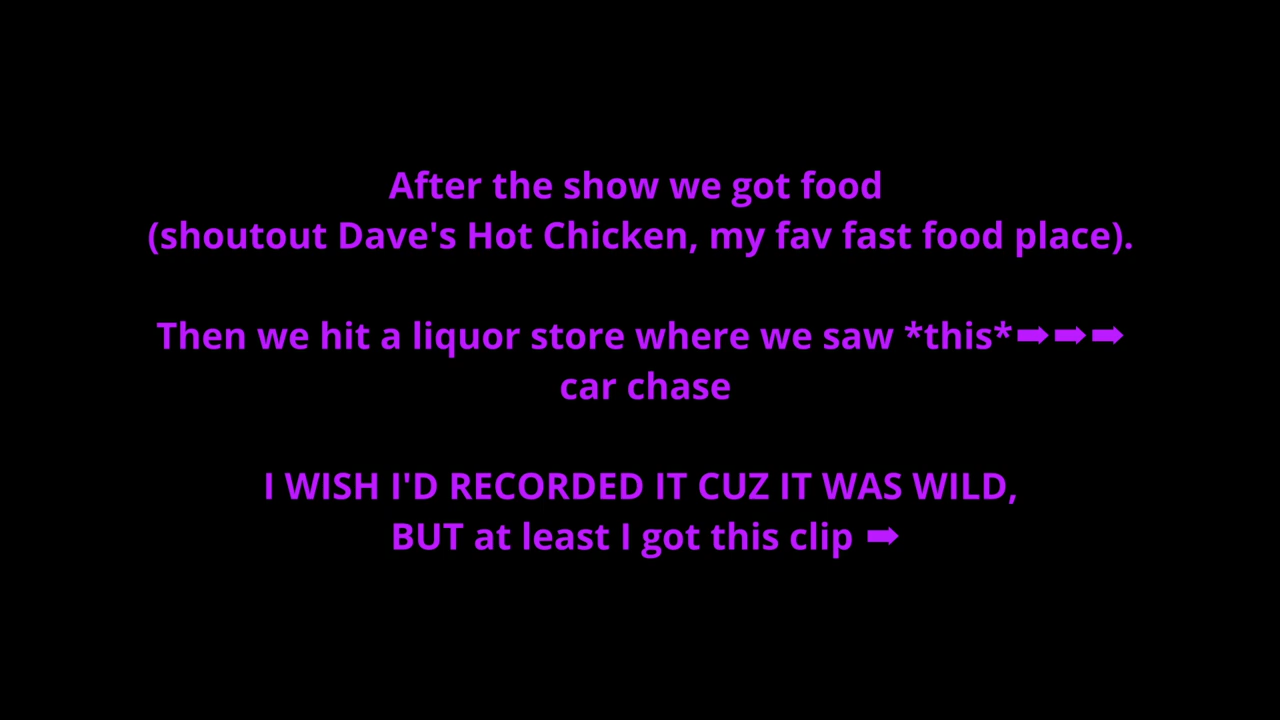 After the show we got food
(shoutout Dave's Hot Chicken, my fav fast food place).
Then we hit a liquor store where we saw *this*➡➡➡
car chase
I WISH I'D RECORDED IT CUZ IT WAS WILD,
BUT at least I got this clip ➡